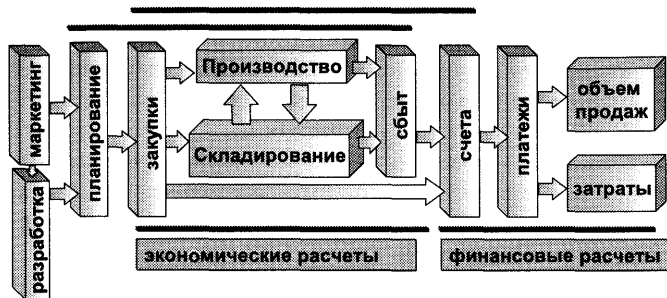 маркетинг
разработка
планирование
закупки
Производство
Складирование
сбыт
счета
платежи
объем
продаж
затраты
экономические расчеты
финансовые расчеты